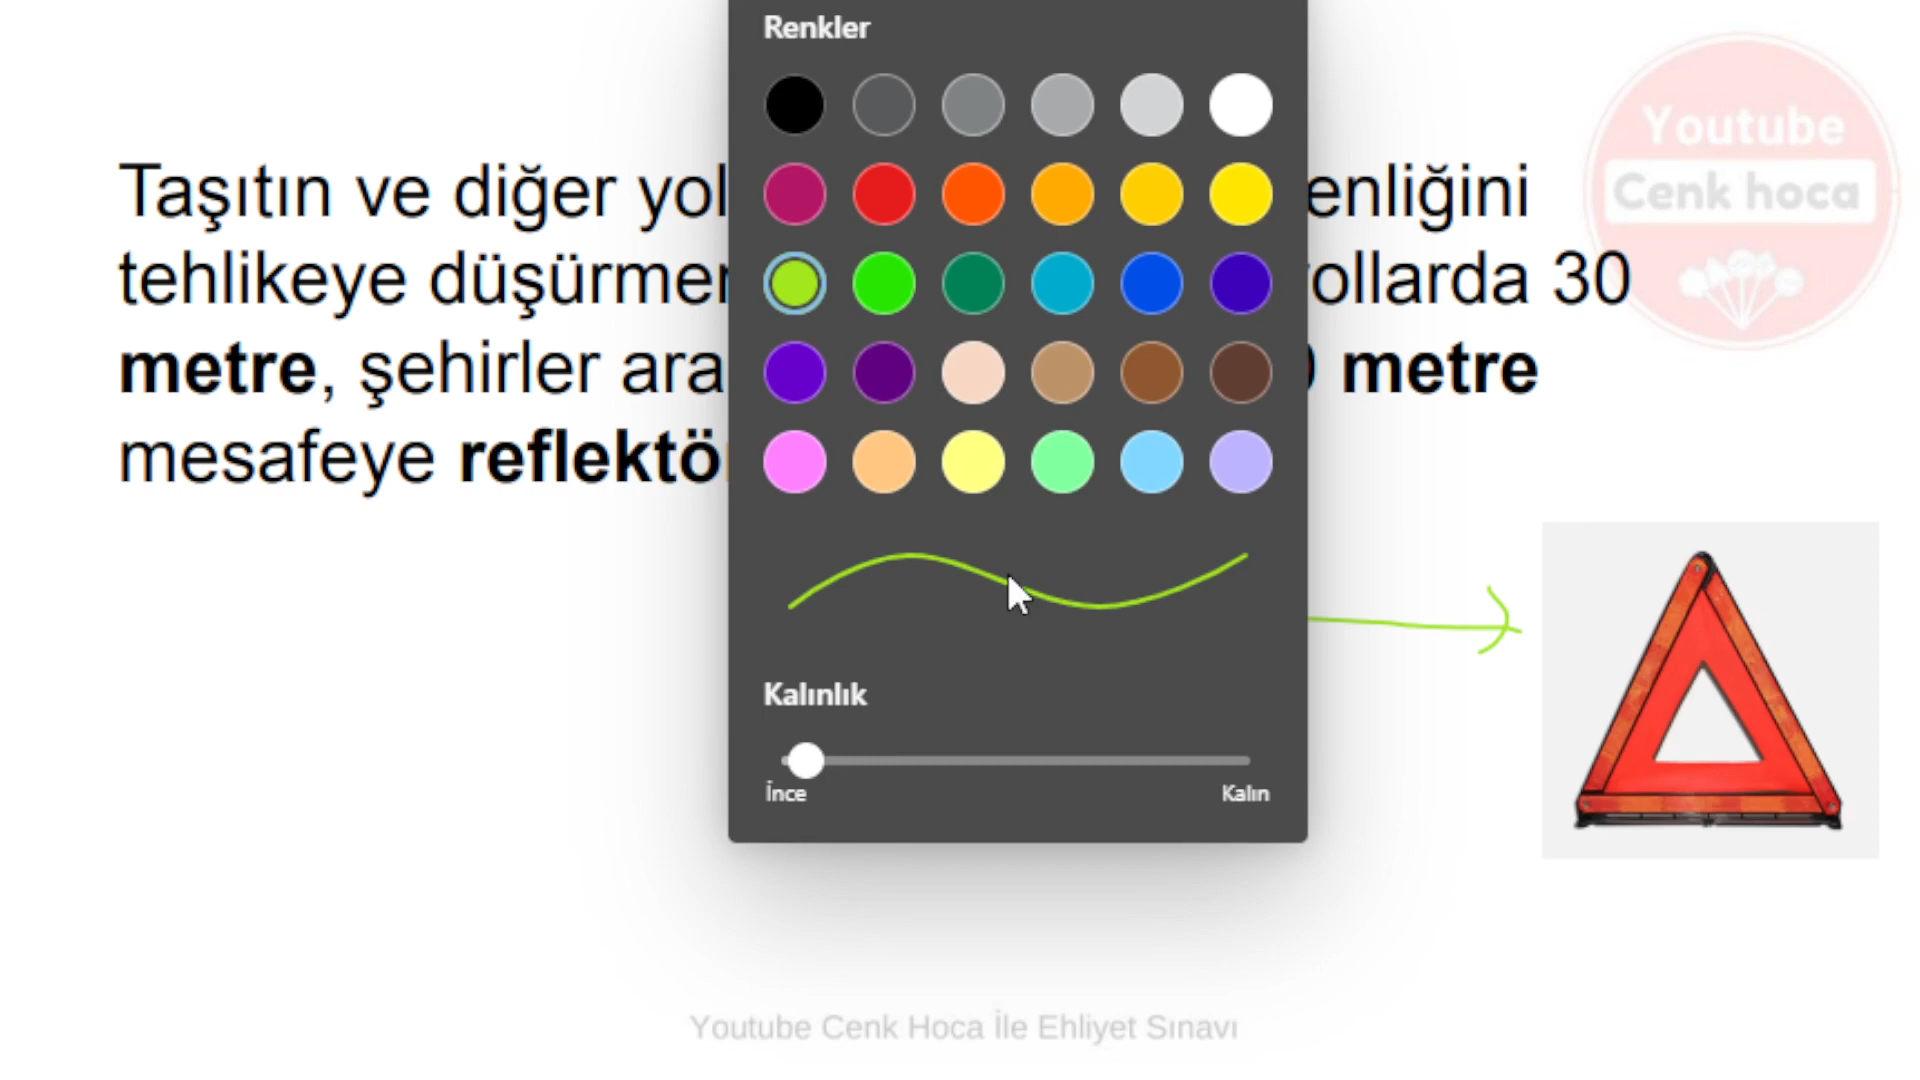 Renkler
Youtube
Cenk hoca
Taşıtın ve diğer yol enliğini
tehlikeye düşürmer ollarda 30
metre, şehirler ara metre
mesafeye reflektö
Kalınlık
İnce Kalın
Youtube Cenk Hoca İle Ehliyet Sınavı